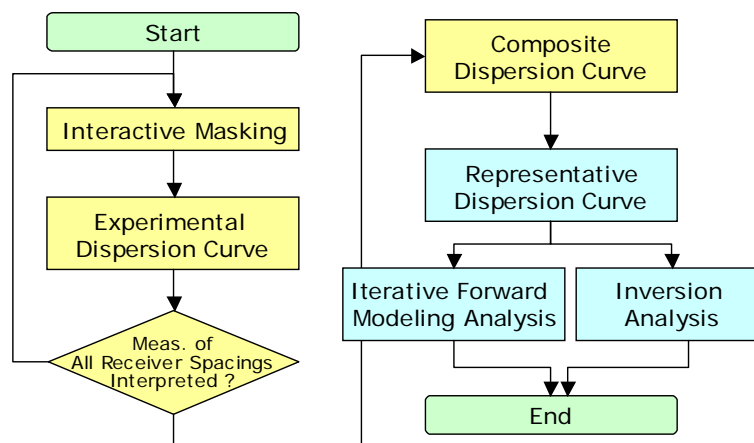 Start
Interactive Masking
Experimental
Dispersion Curve
Meas. of
All Receiver Spacings
Interpreted ?
Composite
Dispersion Curve
Representative
Dispersion Curve
Iterative Forward
Modeling Analysis
Inversion
Analysis
End